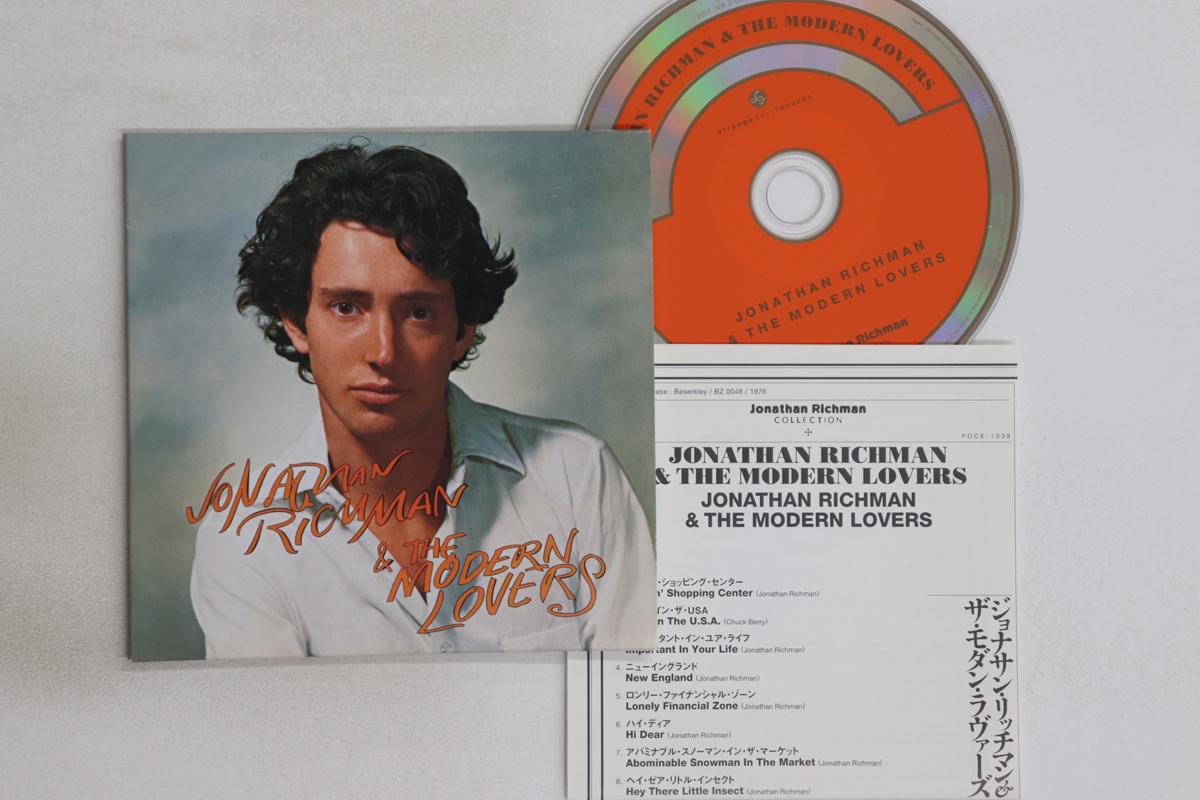 JONATHAN
RICHMAN
& THE
MODERN
LOVERS
RICHMAN & THE MODERN LOVERS
records
JONATHAN RICHMAN
& THE MODERN LOVERS
Richman
: Beserkley / BZ 0048 / 1976
Jonathan Richman
COLLECTION
POCE-1038
JONATHAN RICHMAN
& THE MODERN LOVERS
JONATHAN RICHMAN
& THE MODERN LOVERS
・ショッピング・センター
Shopping Center (Jonathan Richman)
イン・ザ・USA
In The U.S.A. (Chuck Berry)
タント・イン・ユア・ライフ
Important In Your Life (Jonathan Richman)
4. ニューイングランド
New England (Jonathan Richman)
5. ロンリー・ファイナンシャル・ゾーン
Lonely Financial Zone (Jonathan Richman)
6. ハイ・ディア
Hi Dear (Jonathan Richman)
7. アバミナブル・スノーマン・イン・ザ・マーケット
Abominable Snowman In The Market (Jonathan Richman)
8. ヘイ・ゼア・リトル・インセクト
Hey There Little Insect (Jonathan Richman)
ジョナサン・リッチマン&
ザ・モダン・ラヴァーズ